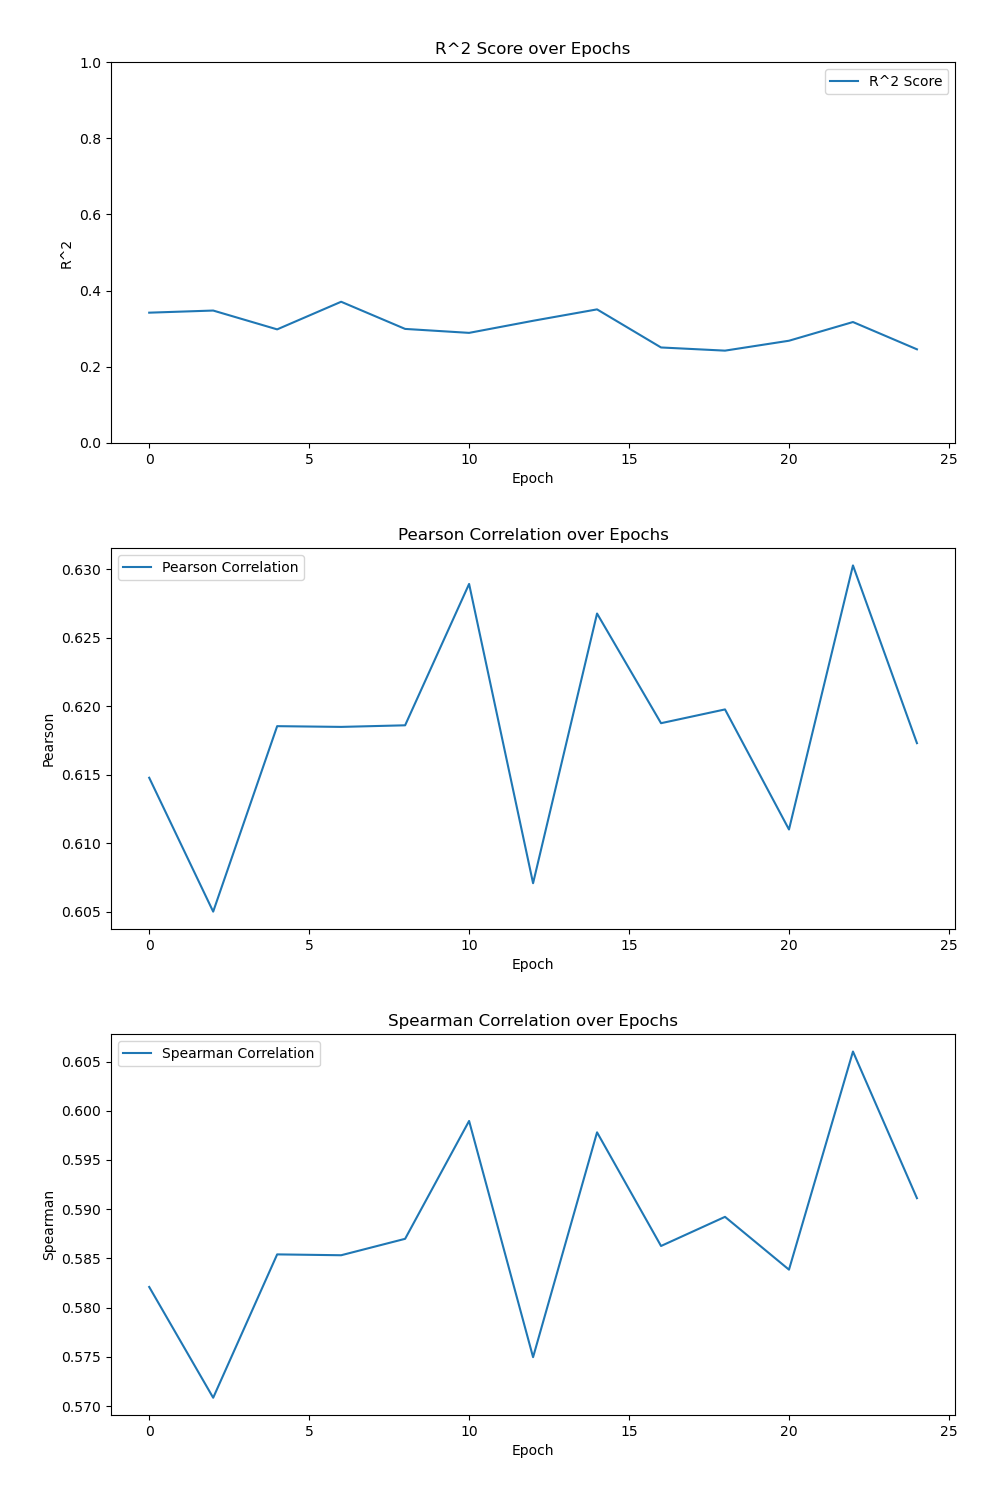 R^2 Score over Epochs
R^2 Score
1.0
0.8
0.6
0.4
0.2
0.0
R^2
0 5 10 15 20 25
Epoch
Pearson Correlation over Epochs
Pearson Correlation
0.630
0.625
0.620
0.615
0.610
0.605
Pearson
0 5 10 15 20 25
Epoch
Spearman Correlation over Epochs
Spearman Correlation
0.605
0.600
0.595
0.590
0.585
0.580
0.575
0.570
Spearman
0 5 10 15 20 25
Epoch